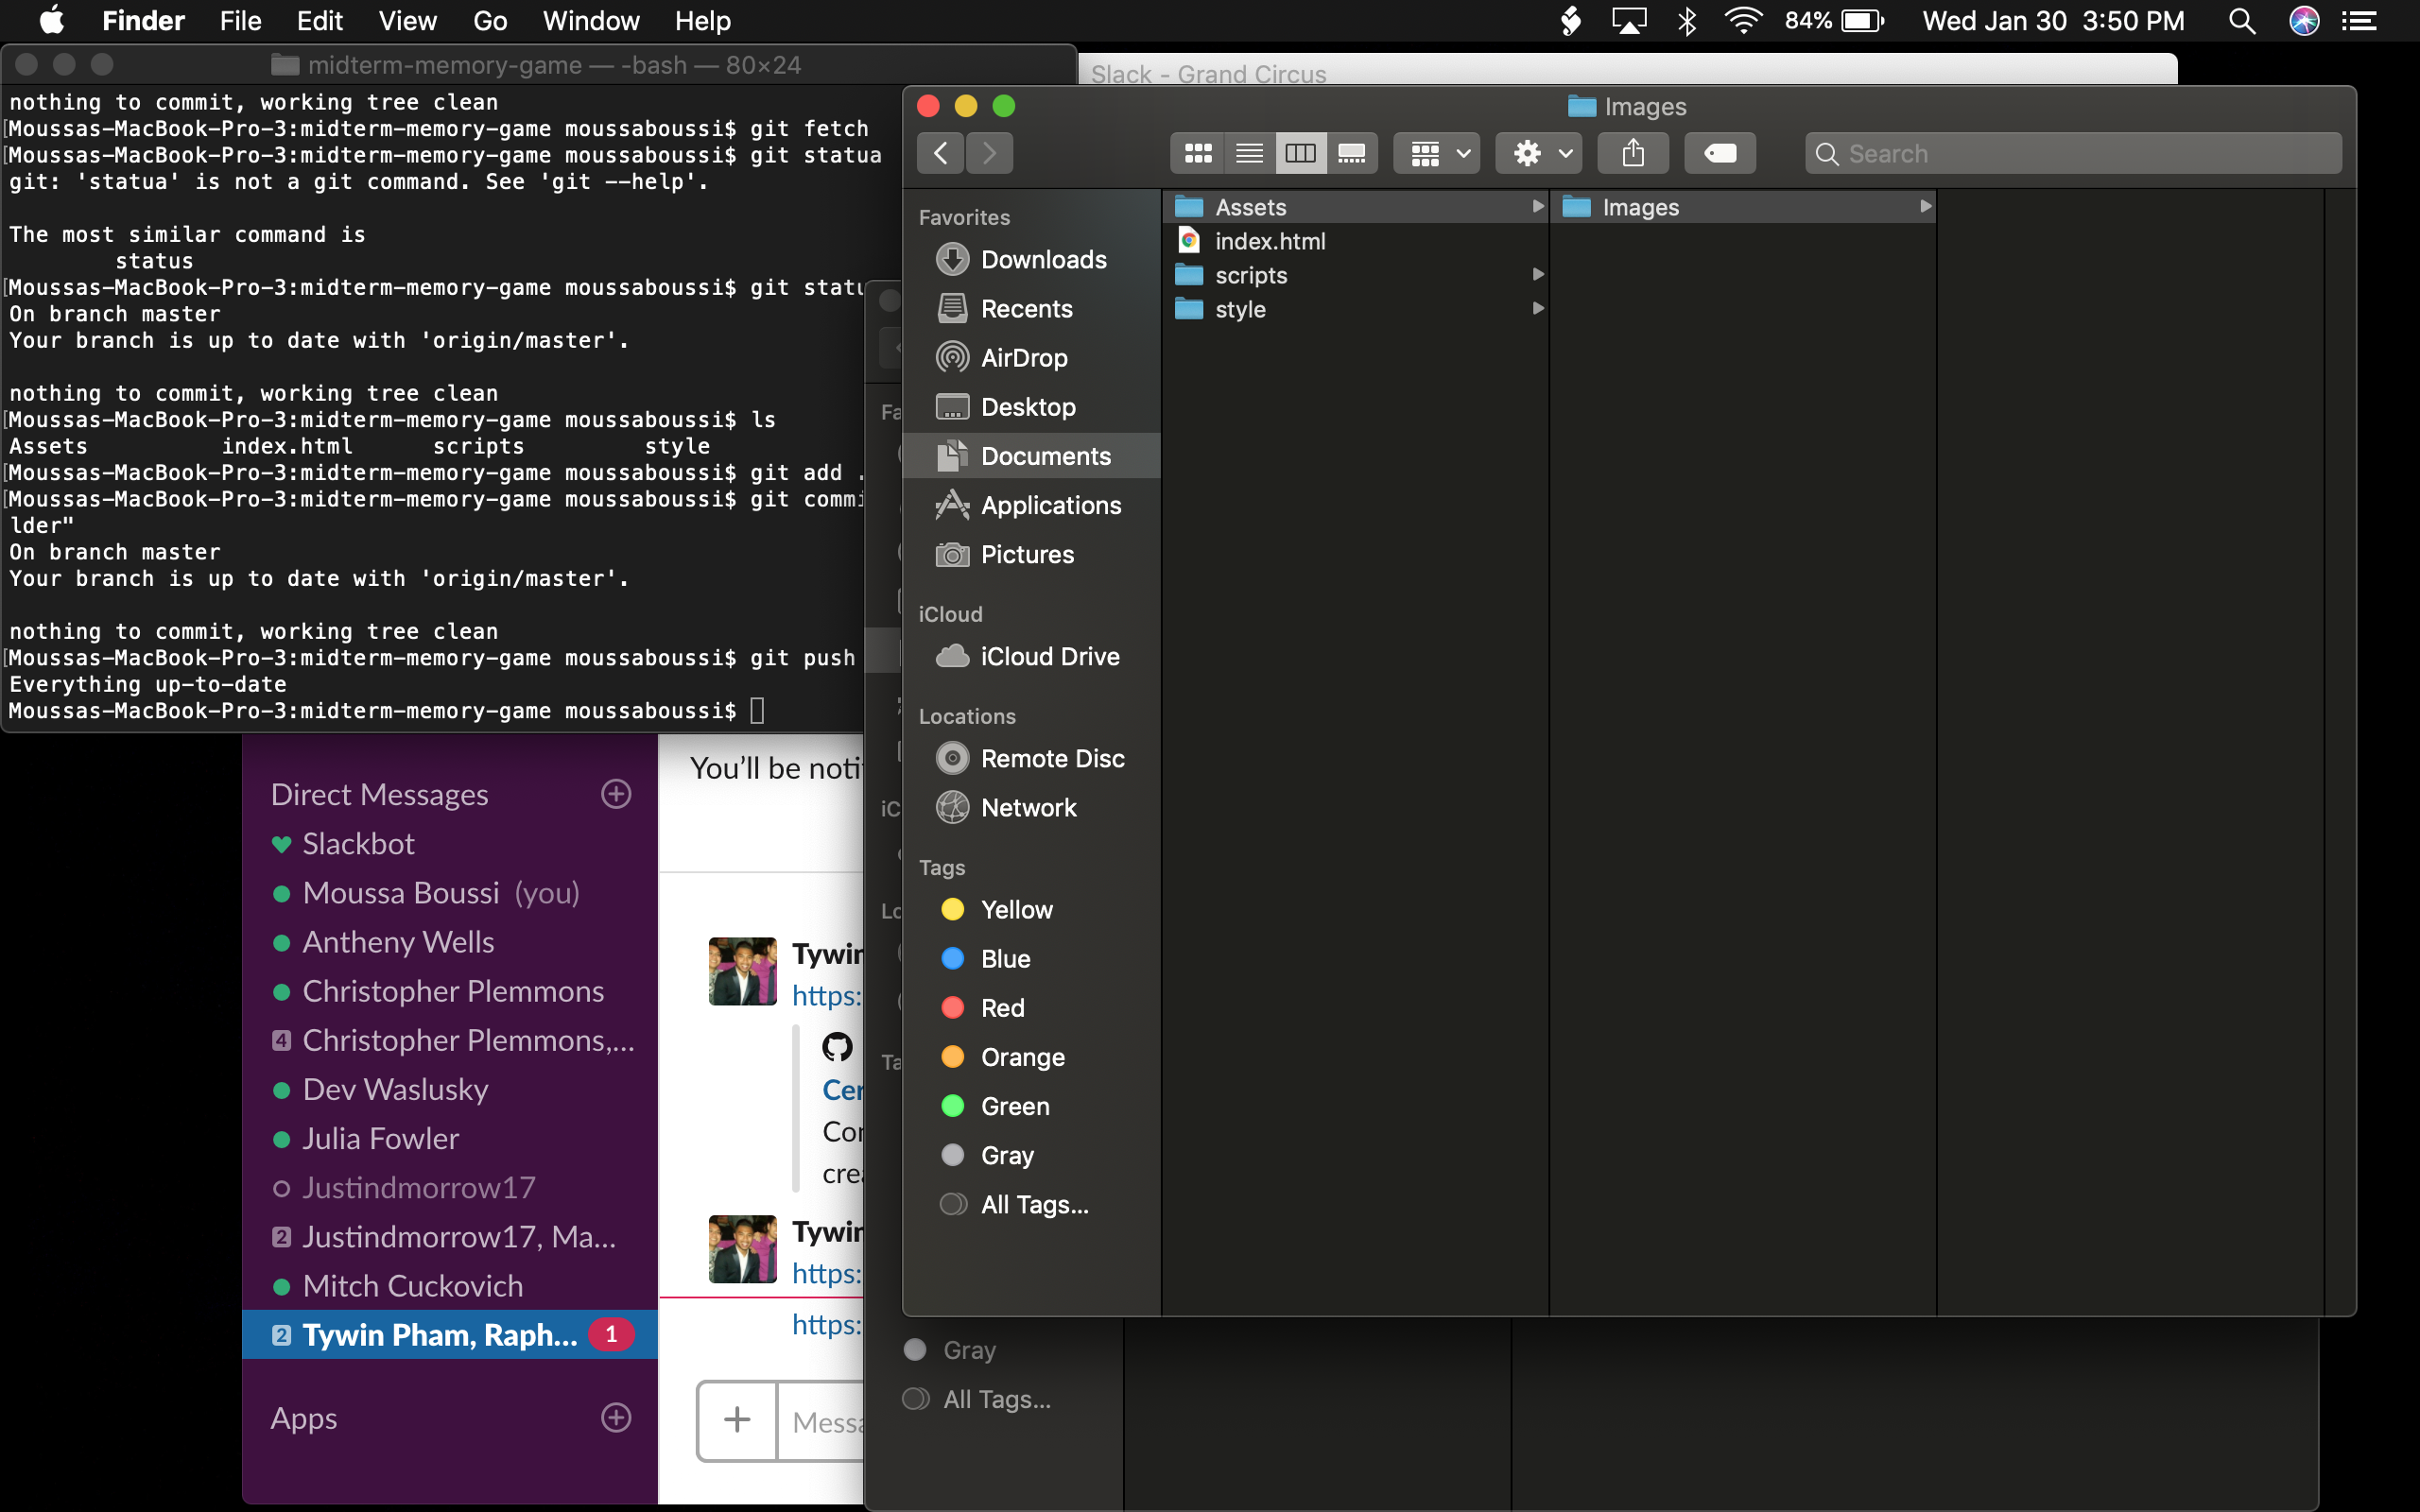 Finder File Edit View Go Window Help
84% Wed Jan 30 3:50 PM
midterm-memory-game — -bash — 80×24
nothing to commit, working tree clean
[Moussas-MacBook-Pro-3:midterm-memory-game moussaboussi$ git fetch
[Moussas-MacBook-Pro-3:midterm-memory-game moussaboussi$ git statua
git: 'statua' is not a git command. See 'git --help'.
The most similar command is
status
[Moussas-MacBook-Pro-3:midterm-memory-game moussaboussi$ git statu
On branch master
Your branch is up to date with 'origin/master'.
nothing to commit, working tree clean
[Moussas-MacBook-Pro-3:midterm-memory-game moussaboussi$ ls
Assets index.html scripts style
[Moussas-MacBook-Pro-3:midterm-memory-game moussaboussi$ git add .
[Moussas-MacBook-Pro-3:midterm-memory-game moussaboussi$ git commi
lder"
On branch master
Your branch is up to date with 'origin/master'.
nothing to commit, working tree clean
[Moussas-MacBook-Pro-3:midterm-memory-game moussaboussi$ git push
Everything up-to-date
Moussas-MacBook-Pro-3:midterm-memory-game moussaboussi$
Slack - Grand Circus
Images
Search
Favorites
Downloads
Recents
AirDrop
Desktop
Documents
Applications
Pictures
iCloud
iCloud Drive
Locations
Remote Disc
Network
Tags
Yellow
Blue
Red
Orange
Green
Gray
All Tags...
Assets
index.html
scripts
style
Images
Fa
iC
Lo
Ta
Gray
All Tags...
Direct Messages
Slackbot
Moussa Boussi (you)
Antheny Wells
Christopher Plemmons
4 Christopher Plemmons,...
Dev Waslusky
Julia Fowler
Justindmorrow17
2 Justindmorrow17, Ma...
Mitch Cuckovich
2 Tywin Pham, Raph... 1
Apps
You'll be noti
Tywin
https:
Cer
Cor
crea
Tywin
https:
https:
Messa